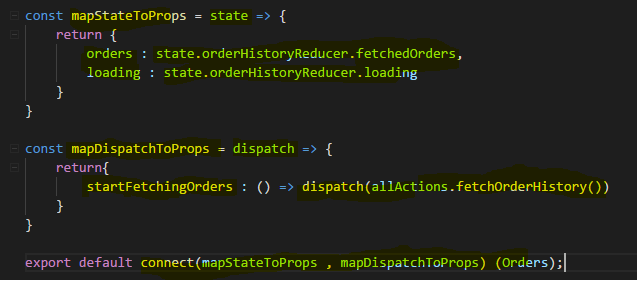 const mapStateToProps = state => {
    return {
        orders : state.orderHistoryReducer.fetchedOrders,
        loading : state.orderHistoryReducer.loading
    }
}
const mapDispatchToProps = dispatch => {
    return{
        startFetchingOrders : () => dispatch(allActions.fetchOrderHistory())
    }
}
export default connect(mapStateToProps , mapDispatchToProps) (Orders);